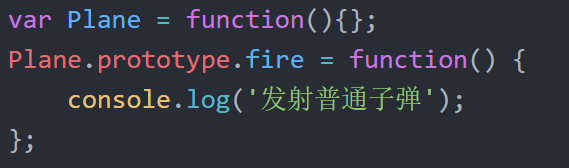 var Plane = function(){};
Plane.prototype.fire = function() {
    console.log('发射普通子弹');
};